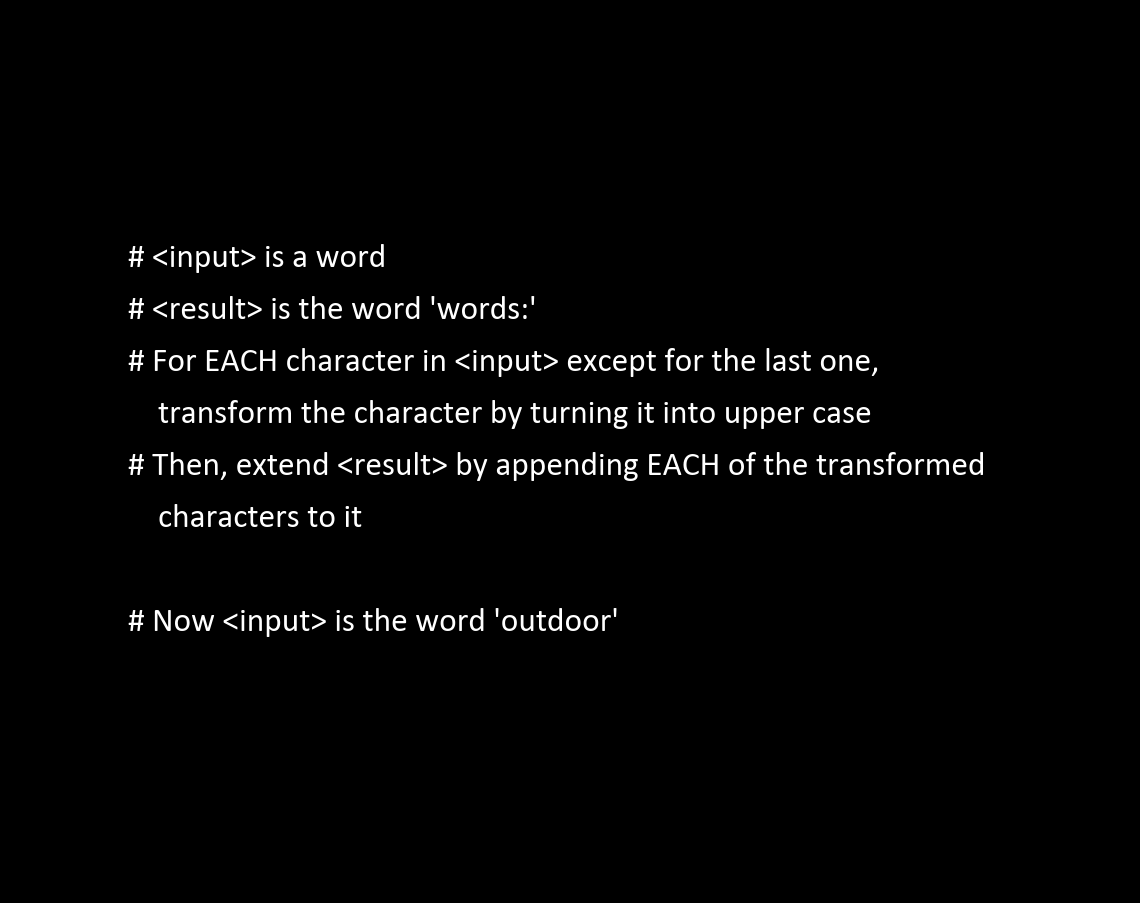 # <input> is a word
# <result> is the word 'words:'
# For EACH character in <input> except for the last one,
transform the character by turning it into upper case
# Then, extend <result> by appending EACH of the transformed
characters to it
# Now <input> is the word 'outdoor'